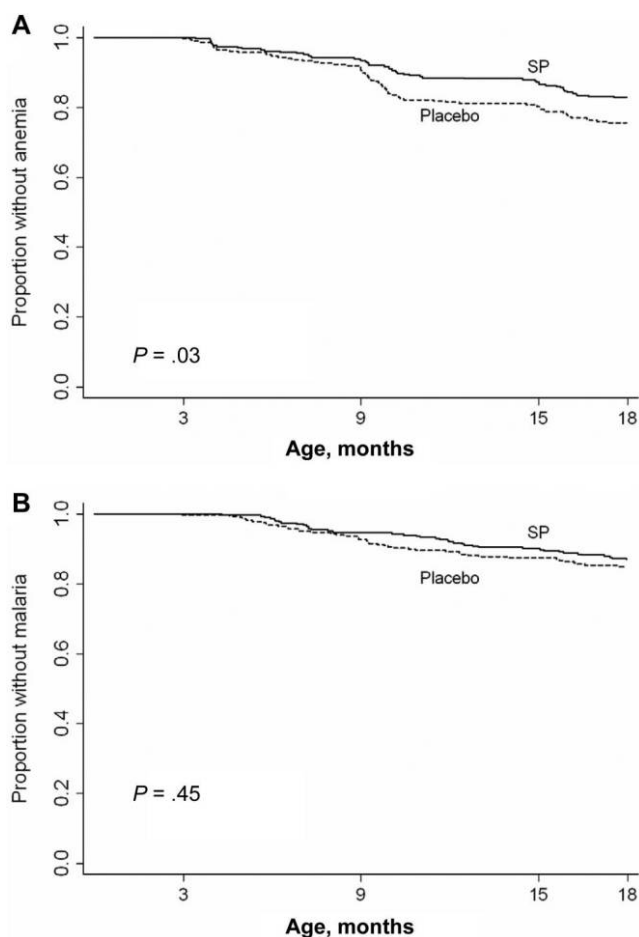 A
Proportion without anemia
1.0
0.8
0.6
0.4
0.2
0.0
SP
Placebo
P = .03
3 9 15 18
Age, months
B
Proportion without malaria
1.0
0.8
0.6
0.4
0.2
0.0
SP
Placebo
P = .45
3 9 15 18
Age, months